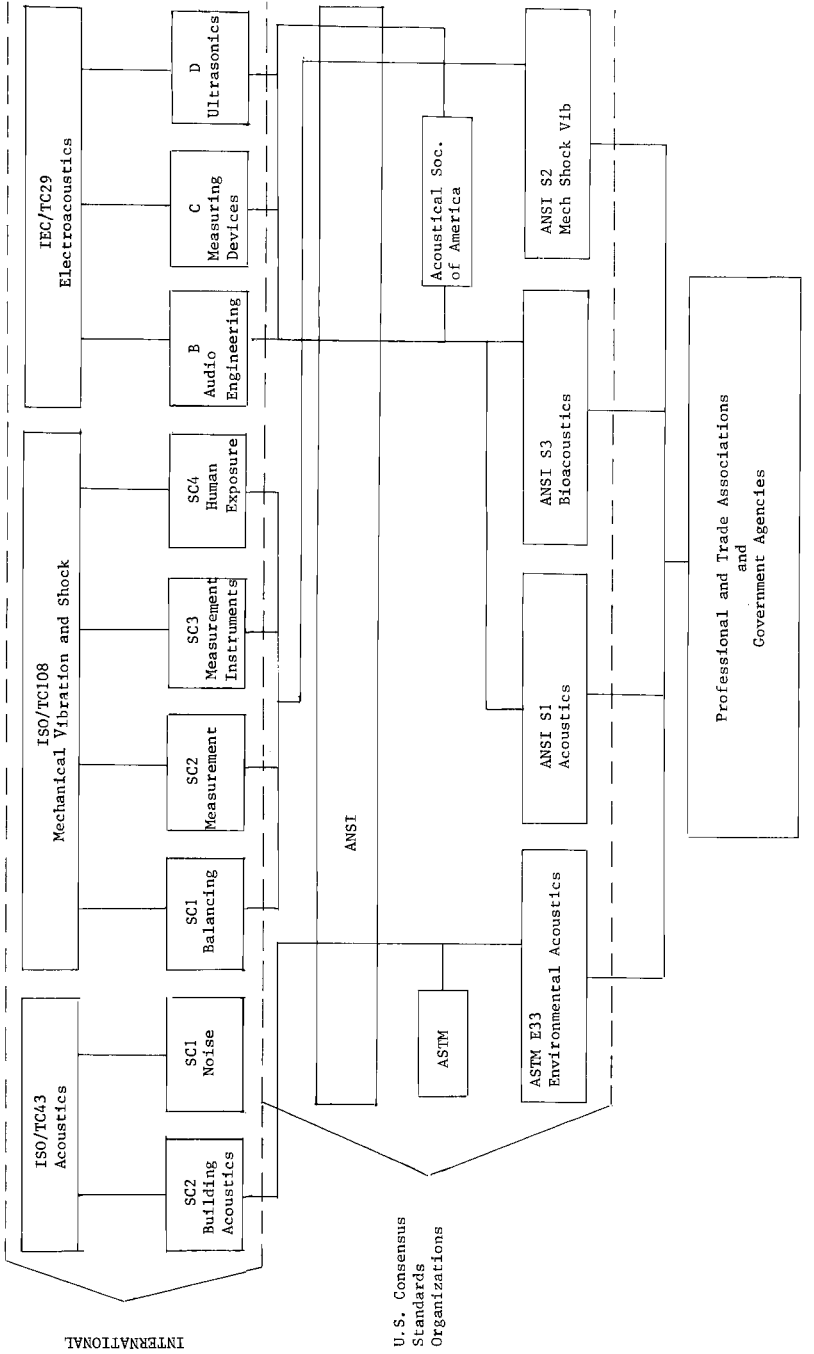 INTERNATIONAL
ISO/TC43
Acoustics
SC2
Building
Acoustics
SC1
Noise
ISO/TC108
Mechanical Vibration and Shock
SC1
Balancing
SC2
Measurement
SC3
Measurement
Instruments
SC4
Human
Exposure
IEC/TC29
Electroacoustics
B
Audio
Engineering
C
Measuring
Devices
D
Ultrasonics
U.S. Consensus
Standards
Organizations
ANSI
ASTM
Acoustical Soc.
of America
ASTM E33
Environmental Acoustics
ANSI S1
Acoustics
ANSI S3
Bioacoustics
ANSI S2
Mech Shock Vib
Professional and Trade Associations
and
Government Agencies